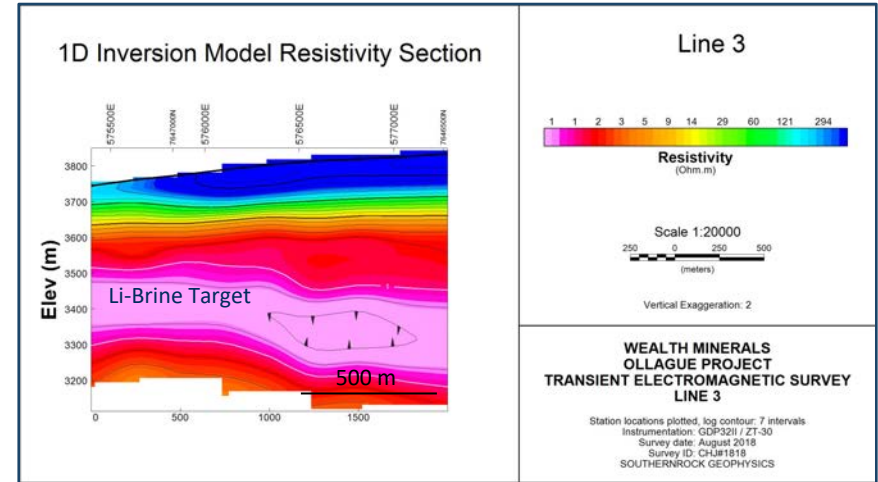 1D Inversion Model Resistivity Section
575500E
7647000N
576000E
576500E
577000E
7646500N
3800
3700
3600
3500
3400
3300
3200
Elev (m)
Li-Brine Target
1
500 m
0
500
1000
1500
Line 3
1 1 2 3 5 9 14 29 60 121 294
Resistivity
(Ohm.m)
Scale 1:20000
250 0 250 500
(meters)
Vertical Exaggeration: 2
WEALTH MINERALS
OLLAGUE PROJECT
TRANSIENT ELECTROMAGNETIC SURVEY
LINE 3
Station locations plotted, log contour: 7 intervals
Instrumentation: GDP32II / ZT-30
Survey date: August 2018
Survey ID: CHJ#1818
SOUTHERNROCK GEOPHYSICS